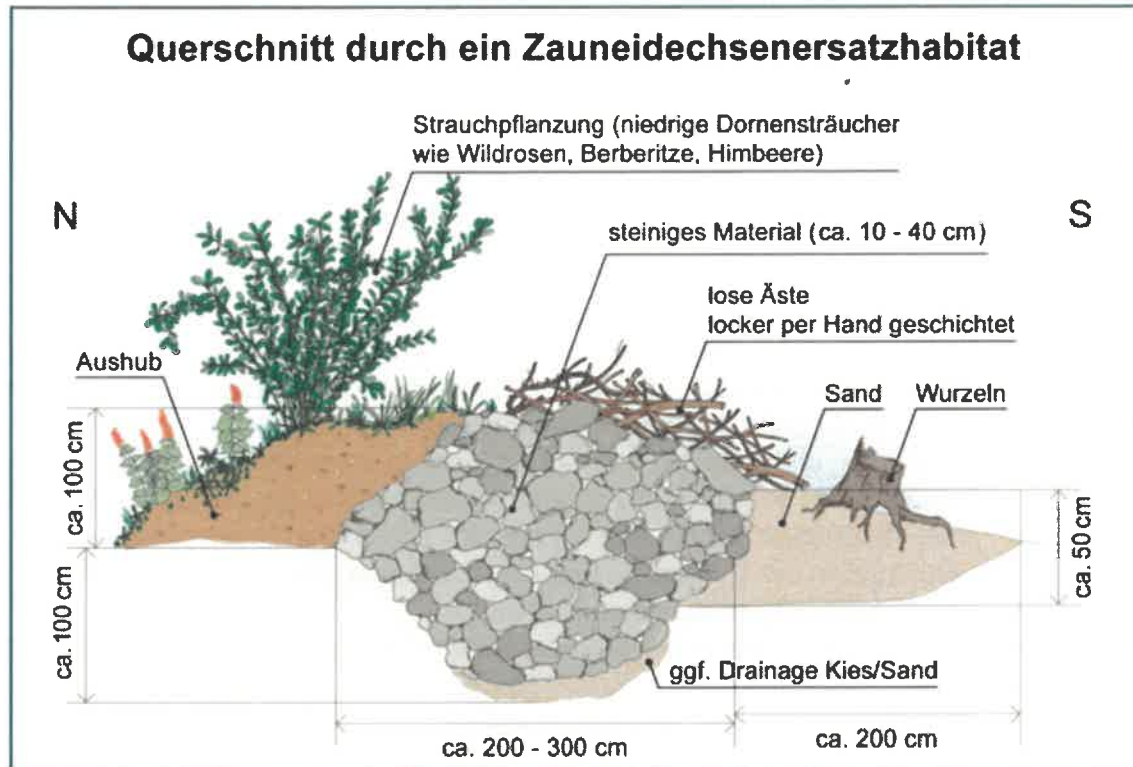 Querschnitt durch ein Zauneidechsenersatzhabitat
Strauchpflanzung (niedrige Dornensträucher
wie Wildrosen, Berberitze, Himbeere)
N
S
steiniges Material (ca. 10 - 40 cm)
lose Äste
locker per Hand geschichtet
Aushub
Sand
Wurzeln
ca. 100 cm
ca. 50 cm
ca. 100 cm
ggf. Drainage Kies/Sand
ca. 200 - 300 cm
ca. 200 cm